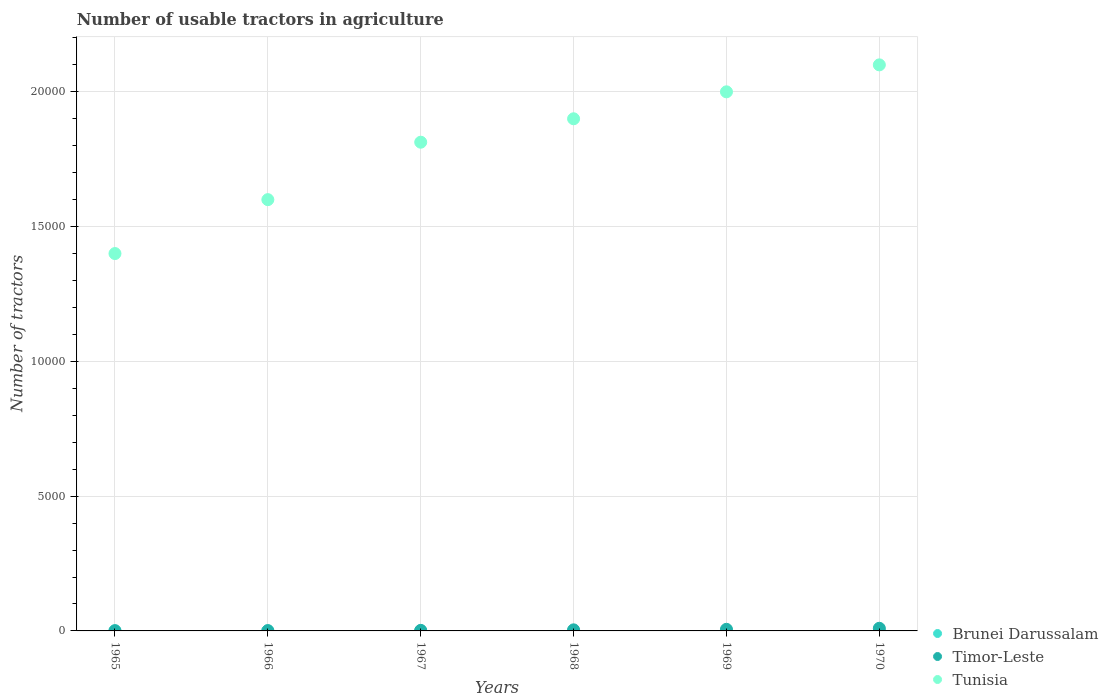 Number of usable tractors in agriculture
Number of tractors
20000
15000
10000
5000
0
1965
1966
1967
1968
1969
1970
Years
Brunei Darussalam
Timor-Leste
Tunisia